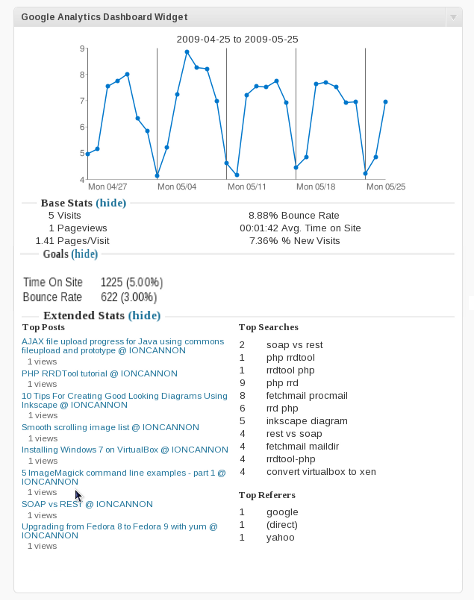 Google Analytics Dashboard Widget
2009-04-25 to 2009-05-25
9
8
7
6
5
4
Mon 04/27 Mon 05/04 Mon 05/11 Mon 05/18 Mon 05/25
Base Stats (hide)
5 Visits 8.88% Bounce Rate
1 Pageviews 00:01:42 Avg. Time on Site
1.41 Pages/Visit 7.36% % New Visits
Goals (hide)
Time On Site 1225 (5.00%)
Bounce Rate 622 (3.00%)
Extended Stats (hide)
Top Posts
AJAX file upload progress for Java using commons
fileupload and prototype @ IONCANNON
1 views
PHP RRDTool tutorial @ IONCANNON
1 views
10 Tips For Creating Good Looking Diagrams Using
Inkscape @ IONCANNON
1 views
Smooth scrolling image list @ IONCANNON
1 views
Installing Windows 7 on VirtualBox @ IONCANNON
1 views
5 ImageMagick command line examples - part 1 @
IONCANNON
1 views
SOAP vs REST @ IONCANNON
1 views
Upgrading from Fedora 8 to Fedora 9 with yum @
IONCANNON
1 views
Top Searches
2 soap vs rest
1 php rrdtool
1 rrdtool php
9 php rrd
8 fetchmail procmail
6 rrd php
5 inkscape diagram
4 rest vs soap
4 fetchmail maildir
4 rrdtool-php
4 convert virtualbox to xen
Top Referers
1 google
1 (direct)
1 yahoo